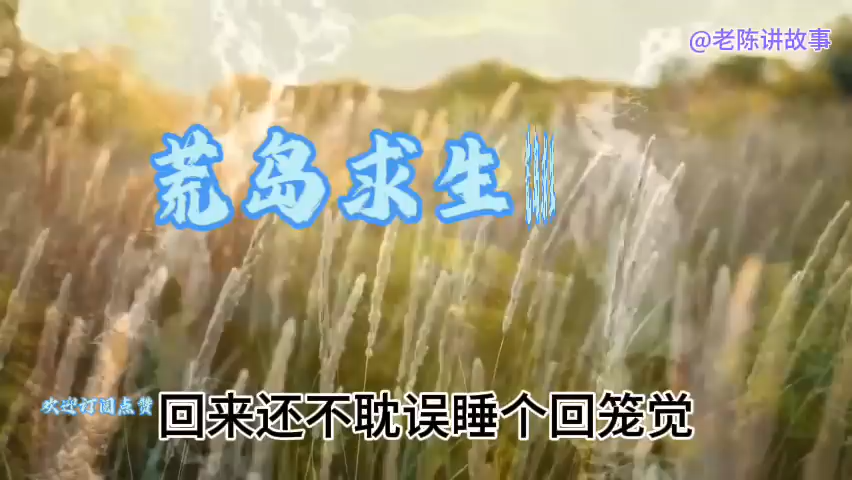 @老陈讲故事
荒岛求生
欢迎订阅点赞
回来还不耽误睡个回笼觉